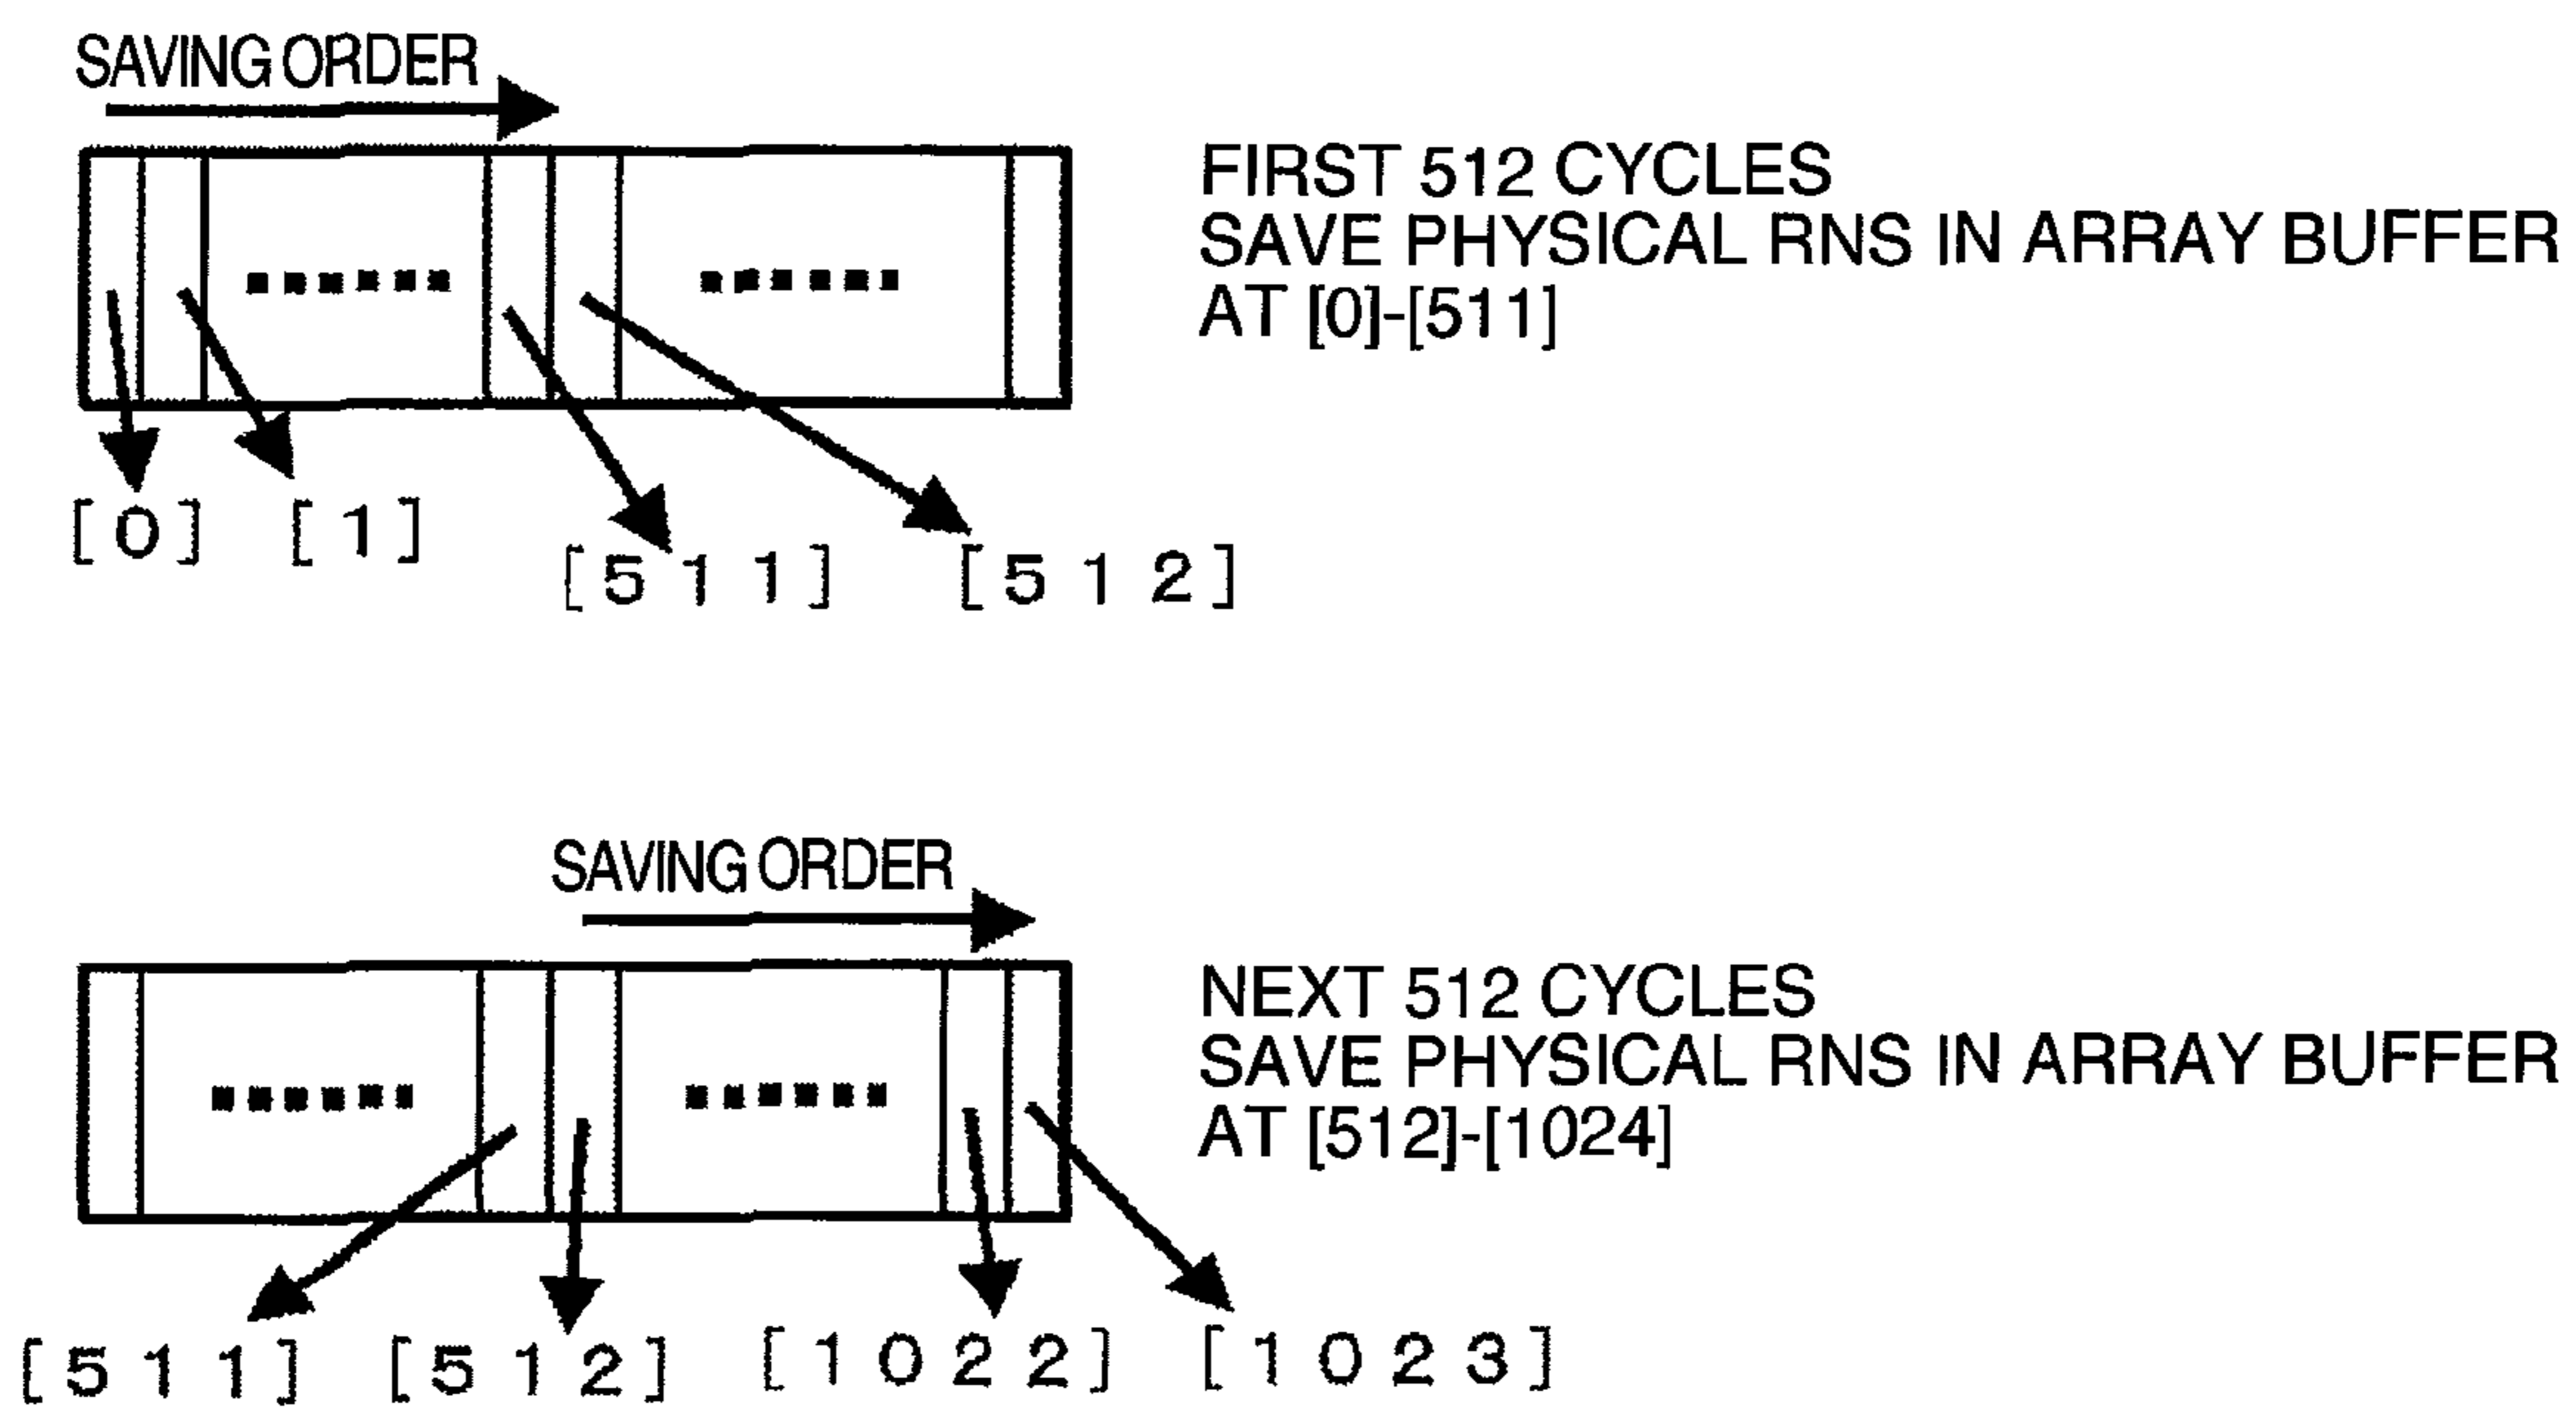 SAVING ORDER
FIRST 512 CYCLES
SAVE PHYSICAL RNS IN ARRAY BUFFER
AT [0]-[511]
[0] [1]
[511] [512]
SAVING ORDER
NEXT 512 CYCLES
SAVE PHYSICAL RNS IN ARRAY BUFFER
AT [512]-[1024]
[511] [512] [1022] [1023]